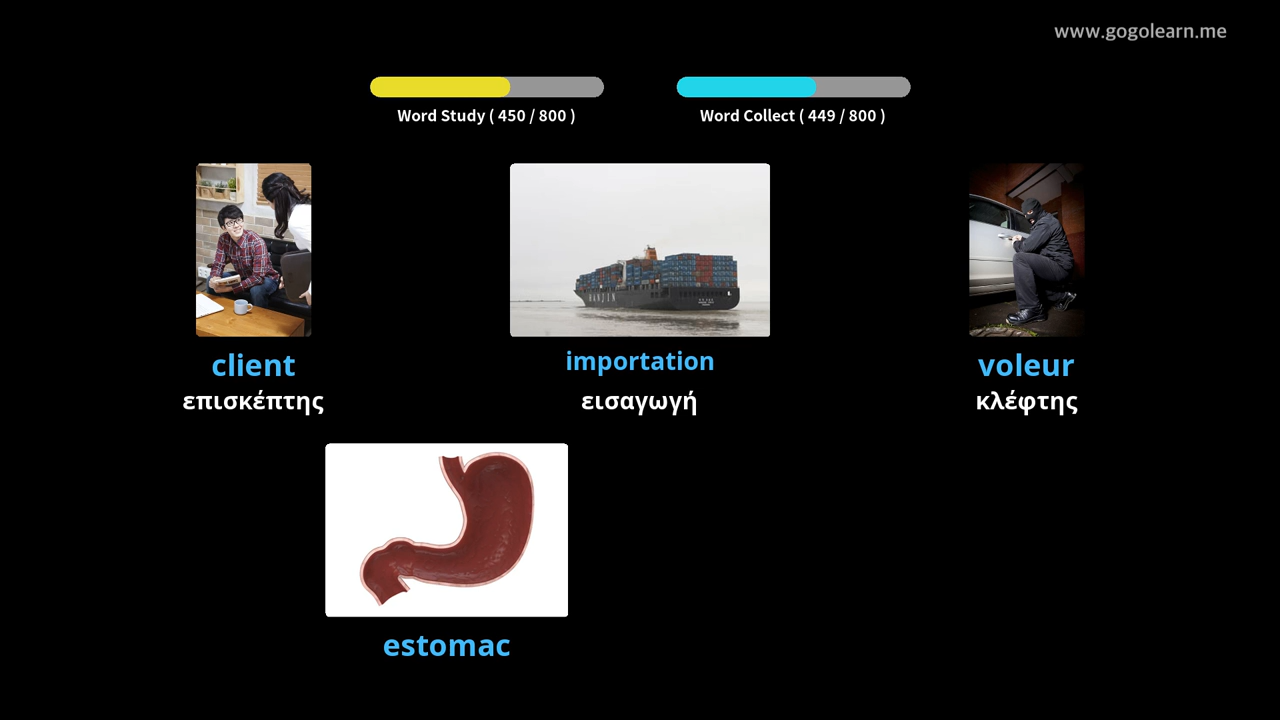 www.gogolearn.me
Word Study ( 450 / 800 )
Word Collect ( 449 / 800 )
client
importation
voleur
επισκέπτης
εισαγωγή
κλέφτης
estomac